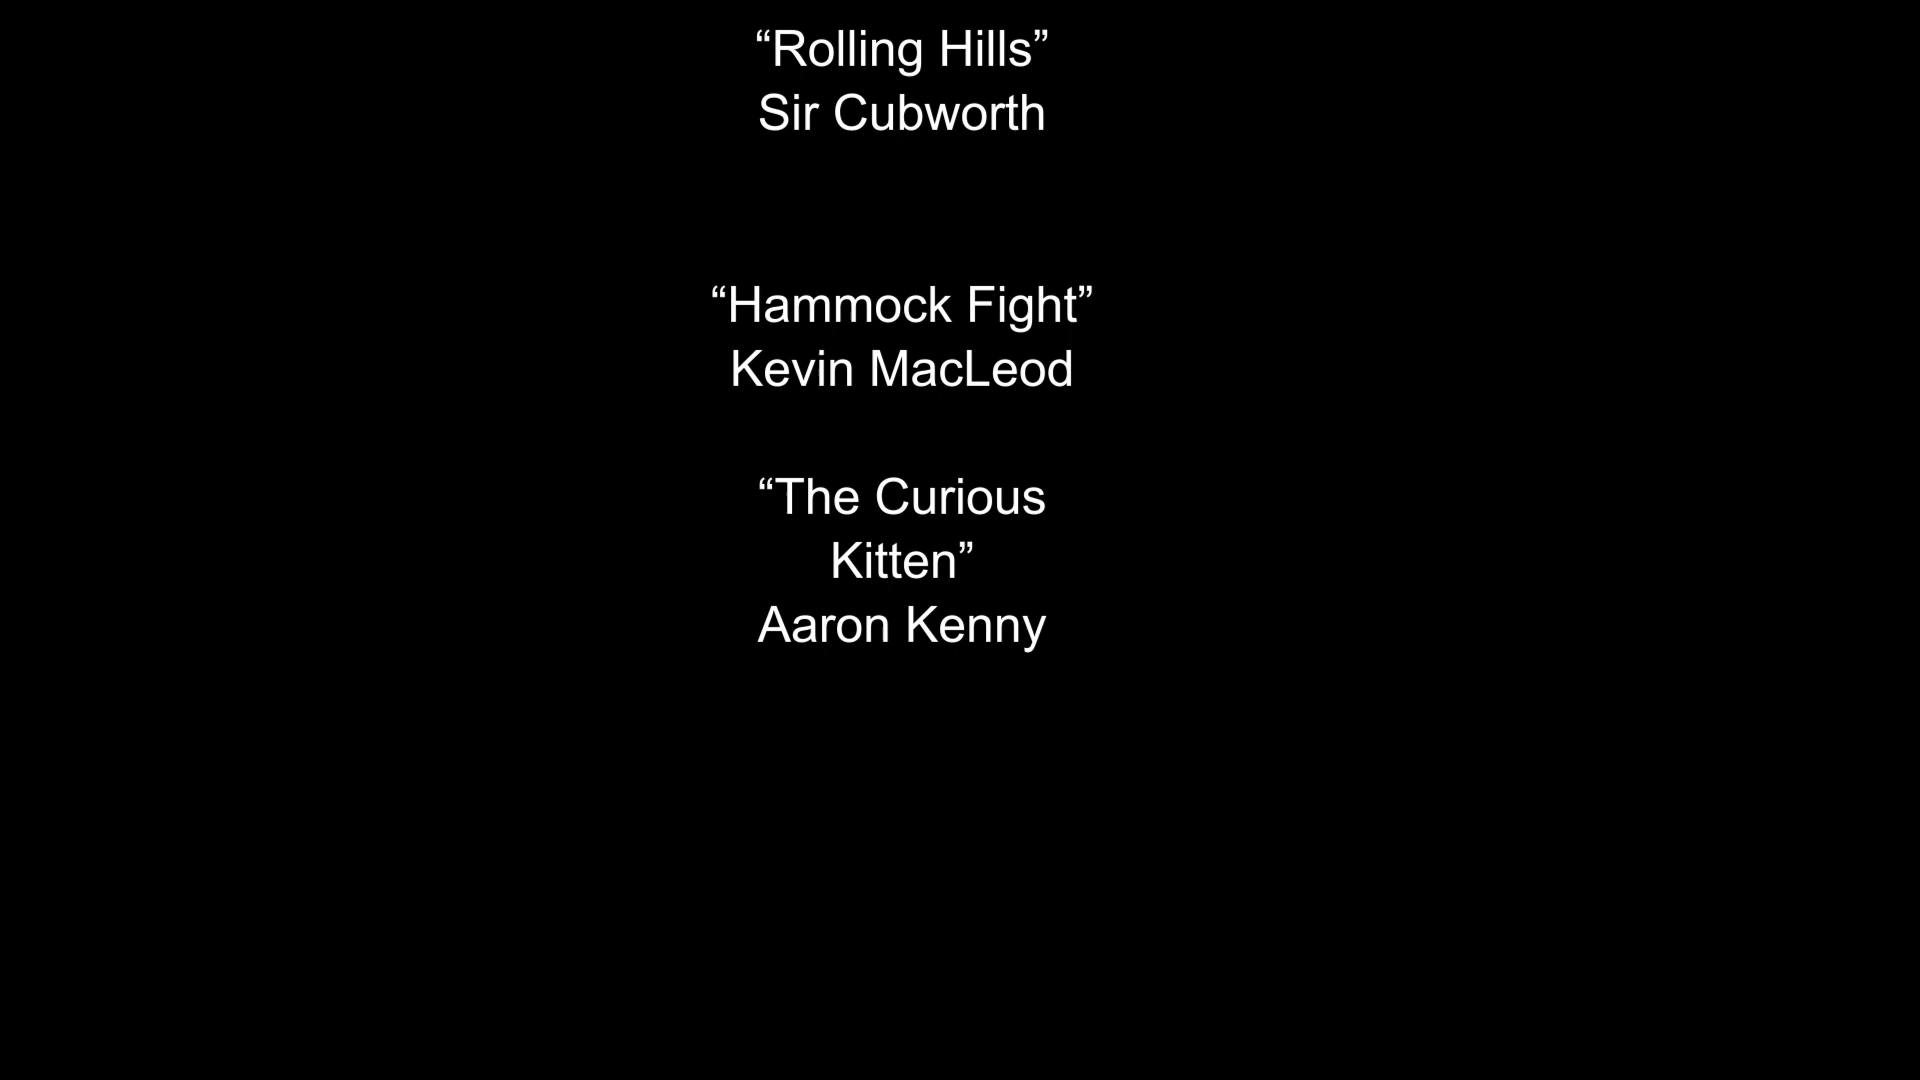 “Rolling Hills”
Sir Cubworth
“Hammock Fight”
Kevin MacLeod
“The Curious
Kitten”
Aaron Kenny